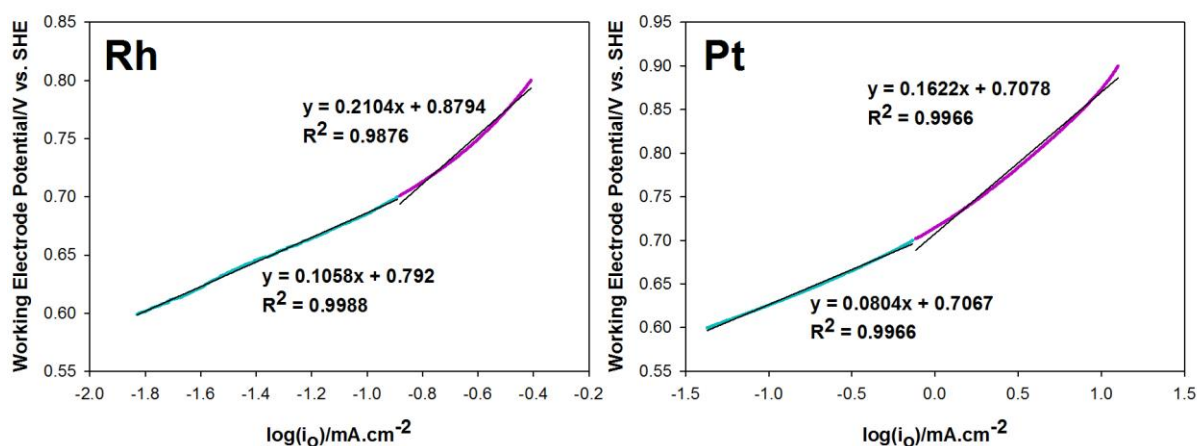 Rh
Working Electrode Potential/V vs. SHE
0.85
0.80
0.75
0.70
0.65
0.60
0.55
y = 0.2104x + 0.8794
R² = 0.9876
y = 0.1058x + 0.792
R² = 0.9988
-2.0 -1.8 -1.6 -1.4 -1.2 -1.0 -0.8 -0.6 -0.4 -0.2
log(i₀)/mA.cm⁻²
Pt
Working Electrode Potential/V vs. SHE
0.95
0.90
0.85
0.80
0.75
0.70
0.65
0.60
0.55
y = 0.1622x + 0.7078
R² = 0.9966
y = 0.0804x + 0.7067
R² = 0.9966
-1.5 -1.0 -0.5 0.0 0.5 1.0 1.5
log(i₀)/mA.cm⁻²